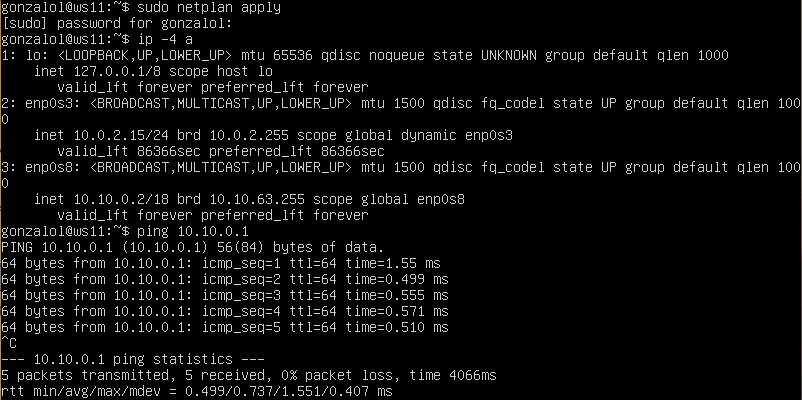 gonzalol@ws11:~$ sudo netplan apply
[sudo] password for gonzalol:
gonzalol@ws11:~$ ip -4 a
1: lo: <LOOPBACK,UP,LOWER_UP> mtu 65536 qdisc noqueue state UNKNOWN group default qlen 1000
    inet 127.0.0.1/8 scope host lo
       valid_lft forever preferred_lft forever
2: enp0s3: <BROADCAST,MULTICAST,UP,LOWER_UP> mtu 1500 qdisc fq_codel state UP group default qlen 100
0
    inet 10.0.2.15/24 brd 10.0.2.255 scope global dynamic enp0s3
       valid_lft 86366sec preferred_lft 86366sec
3: enp0s8: <BROADCAST,MULTICAST,UP,LOWER_UP> mtu 1500 qdisc fq_codel state UP group default qlen 100
0
    inet 10.10.0.2/18 brd 10.10.63.255 scope global enp0s8
       valid_lft forever preferred_lft forever
gonzalol@ws11:~$ ping 10.10.0.1
PING 10.10.0.1 (10.10.0.1) 56(84) bytes of data.
64 bytes from 10.10.0.1: icmp_seq=1 ttl=64 time=1.55 ms
64 bytes from 10.10.0.1: icmp_seq=2 ttl=64 time=0.499 ms
64 bytes from 10.10.0.1: icmp_seq=3 ttl=64 time=0.555 ms
64 bytes from 10.10.0.1: icmp_seq=4 ttl=64 time=0.571 ms
64 bytes from 10.10.0.1: icmp_seq=5 ttl=64 time=0.510 ms
^C
--- 10.10.0.1 ping statistics ---
5 packets transmitted, 5 received, 0% packet loss, time 4066ms
rtt min/avg/max/mdev = 0.499/0.737/1.551/0.407 ms